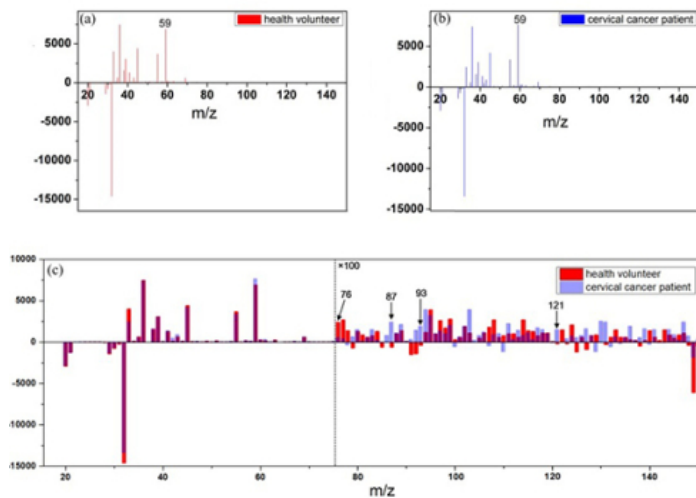 (a)
59
health volunteer
5000
0
-5000
-10000
-15000
20 40 60 80 100 120 140
m/z
(b)
59
cervical cancer patient
5000
0
-5000
-10000
-15000
20 40 60 80 100 120 140
m/z
(c)
×100
health volunteer
cervical cancer patient
76
87
93
121
10000
5000
0
-5000
-10000
-15000
20 40 60 80 100 120 140
m/z